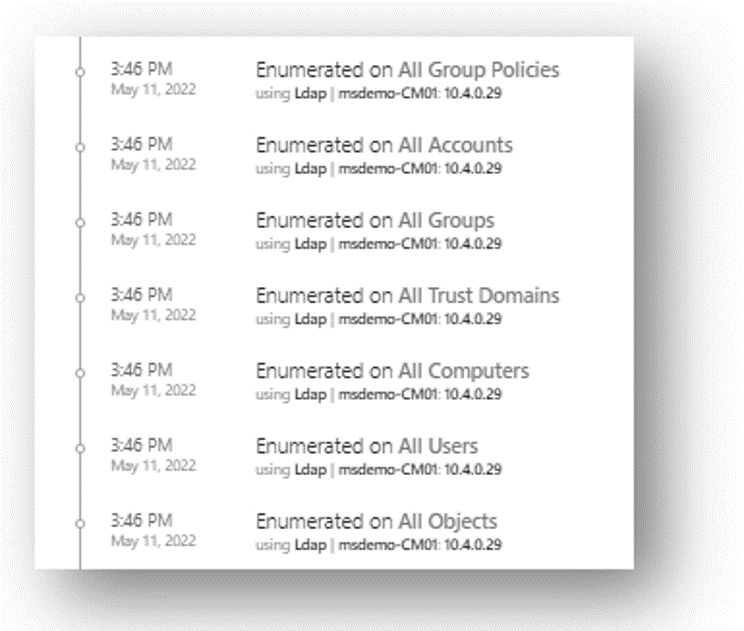 3:46 PM Enumerated on All Group Policies
May 11, 2022 using Ldap | msdemo-CM01: 10.4.0.29
3:46 PM Enumerated on All Accounts
May 11, 2022 using Ldap | msdemo-CM01: 10.4.0.29
3:46 PM Enumerated on All Groups
May 11, 2022 using Ldap | msdemo-CM01: 10.4.0.29
3:46 PM Enumerated on All Trust Domains
May 11, 2022 using Ldap | msdemo-CM01: 10.4.0.29
3:46 PM Enumerated on All Computers
May 11, 2022 using Ldap | msdemo-CM01: 10.4.0.29
3:46 PM Enumerated on All Users
May 11, 2022 using Ldap | msdemo-CM01: 10.4.0.29
3:46 PM Enumerated on All Objects
May 11, 2022 using Ldap | msdemo-CM01: 10.4.0.29